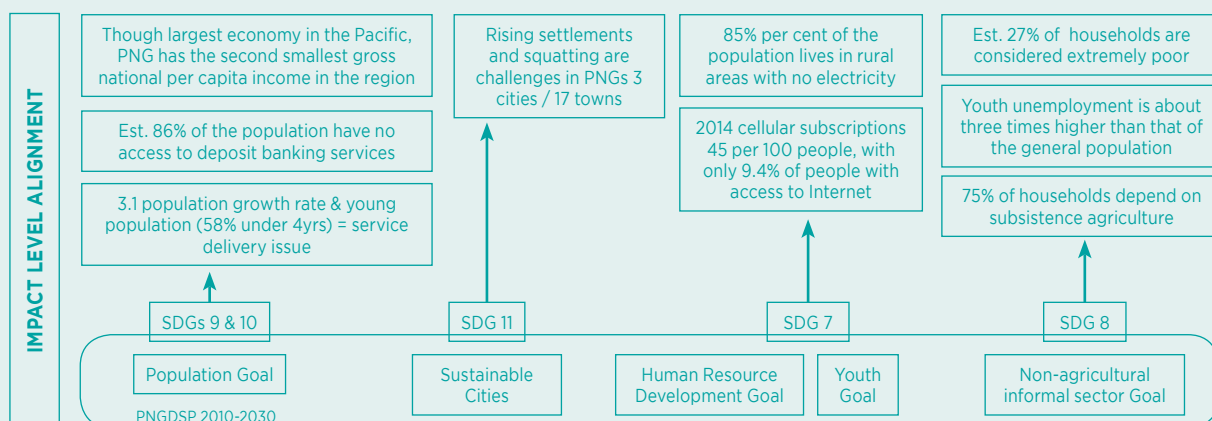 IMPACT LEVEL ALIGNMENT
Though largest economy in the Pacific,
PNG has the second smallest gross
national per capita income in the region
Est. 86% of the population have no
access to deposit banking services
3.1 population growth rate & young
population (58% under 4yrs) = service
delivery issue
Rising settlements
and squatting are
challenges in PNGs 3
cities / 17 towns
85% per cent of the
population lives in rural
areas with no electricity
2014 cellular subscriptions
45 per 100 people, with
only 9.4% of people with
access to Internet
Est. 27% of households are
considered extremely poor
Youth unemployment is about
three times higher than that of
the general population
75% of households depend on
subsistence agriculture
SDGs 9 & 10
SDG 11
SDG 7
SDG 8
Population Goal
Sustainable
Cities
Human Resource
Development Goal
Youth
Goal
Non-agricultural
informal sector Goal
PNGDSP 2010-2030